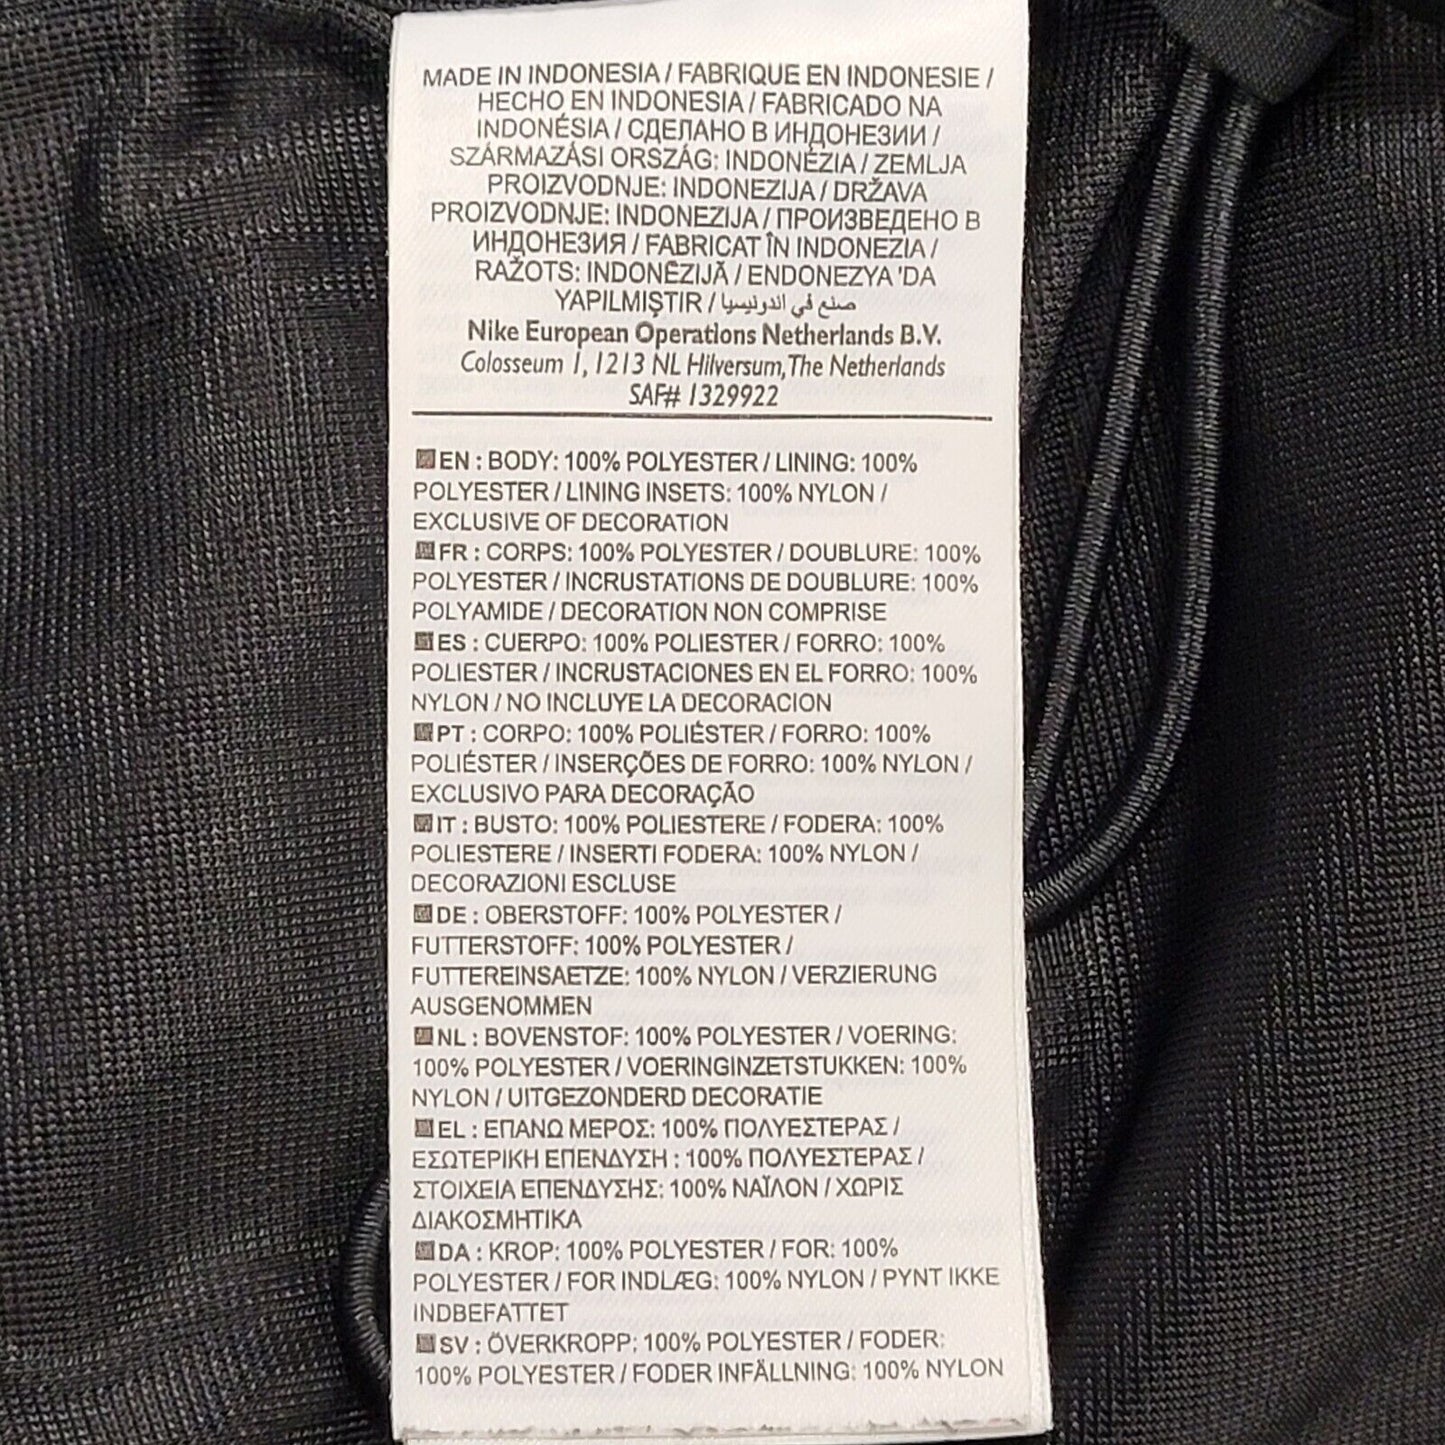 MADE IN INDONESIA / FABRIQUE EN INDONESIE /
HECHO EN INDONESIA / FABRICADO NA
INDONÉSIA / СДЕЛАНО В ИНДОНЕЗИИ /
SZÁRMAZÁSI ORSZÁG: INDONÉZIA / ZEMLJA
PROIZVODNJE: INDONEZIJA / DRŽAVA
PROIZVODNJE: INDONEZIJA / ПРОИЗВЕДЕНО В
ИНДОНЕЗИЯ / FABRICAT ÎN INDONEZIA /
RAŽOTS: INDONĒZIJĀ / ENDONEZYA 'DA
YAPILMIŞTIR / صنع في اندونيسيا
Nike European Operations Netherlands B.V.
Colosseum 1, 1213 NL Hilversum, The Netherlands
SAF# 1329922
EN : BODY: 100% POLYESTER / LINING: 100%
POLYESTER / LINING INSETS: 100% NYLON /
EXCLUSIVE OF DECORATION
FR : CORPS: 100% POLYESTER / DOUBLURE: 100%
POLYESTER / INCRUSTATIONS DE DOUBLURE: 100%
POLYAMIDE / DECORATION NON COMPRISE
ES : CUERPO: 100% POLIESTER / FORRO: 100%
POLIESTER / INCRUSTACIONES EN EL FORRO: 100%
NYLON / NO INCLUYE LA DECORACION
PT : CORPO: 100% POLIÉSTER / FORRO: 100%
POLIÉSTER / INSERÇÕES DE FORRO: 100% NYLON /
EXCLUSIVO PARA DECORAÇÃO
IT : BUSTO: 100% POLIESTERE / FODERA: 100%
POLIESTERE / INSERTI FODERA: 100% NYLON /
DECORAZIONI ESCLUSE
DE : OBERSTOFF: 100% POLYESTER /
FUTTERSTOFF: 100% POLYESTER /
FUTTEREINSAETZE: 100% NYLON / VERZIERUNG
AUSGENOMMEN
NL : BOVENSTOF: 100% POLYESTER / VOERING:
100% POLYESTER / VOERINGINZETSTUKKEN: 100%
NYLON / UITGEZONDERD DECORATIE
EL : ΕΠΑΝΩ ΜΕΡΟΣ: 100% ΠΟΛΥΕΣΤΕΡΑΣ /
ΕΣΩΤΕΡΙΚΗ ΕΠΕΝΔΥΣΗ : 100% ΠΟΛΥΕΣΤΕΡΑΣ /
ΣΤΟΙΧΕΙΑ ΕΠΕΝΔΥΣΗΣ: 100% ΝΑΪΛΟΝ / ΧΩΡΙΣ
ΔΙΑΚΟΣΜΗΤΙΚΑ
DA : KROP: 100% POLYESTER / FOR: 100%
POLYESTER / FOR INDLÆG: 100% NYLON / PYNT IKKE
INDBEFATTET
SV : ÖVERKROPP: 100% POLYESTER / FODER:
100% POLYESTER / FODER INFÄLLNING: 100% NYLON